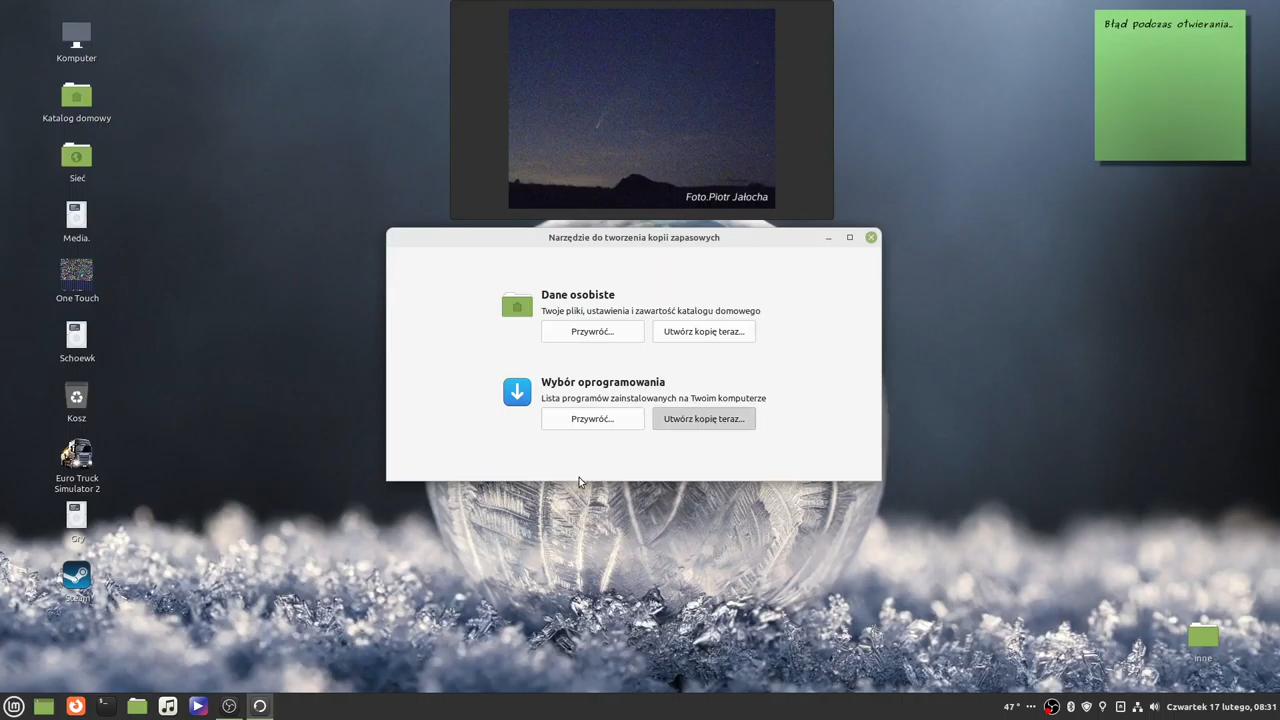 Komputer
Katalog domowy
Sieć
Media.
One Touch
Schoewk
Kosz
Euro Truck
Simulator 2
Gry
Steam
Foto.Piotr Jałocha
Błąd podczas otwierania..
Narzędzie do tworzenia kopii zapasowych
Dane osobiste
Twoje pliki, ustawienia i zawartość katalogu domowego
Przywróć... Utwórz kopię teraz...
Wybór oprogramowania
Lista programów zainstalowanych na Twoim komputerze
Przywróć... Utwórz kopię teraz...
inne
47 ° Czwartek 17 lutego, 08:31